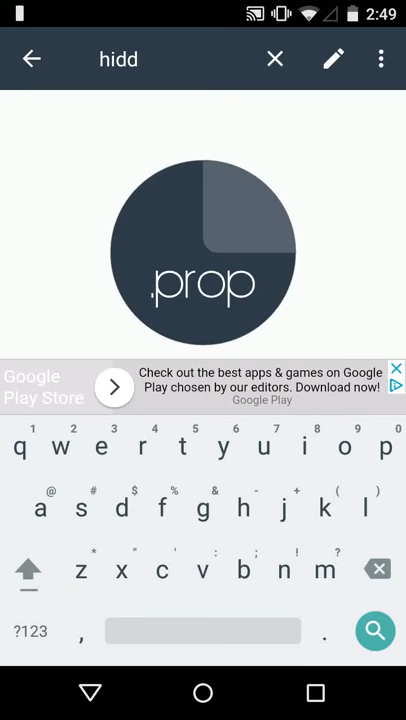 2:49
hidd
.prop
Google
Play Store
Check out the best apps & games on Google
Play chosen by our editors. Download now!
Google Play
1 2 3 4 5 6 7 8 9 0
q w e r t y u i o p
@ # $ % & - + ( )
a s d f g h j k l
* " ' : ; ! ?
z x c v b n m
?123 , .